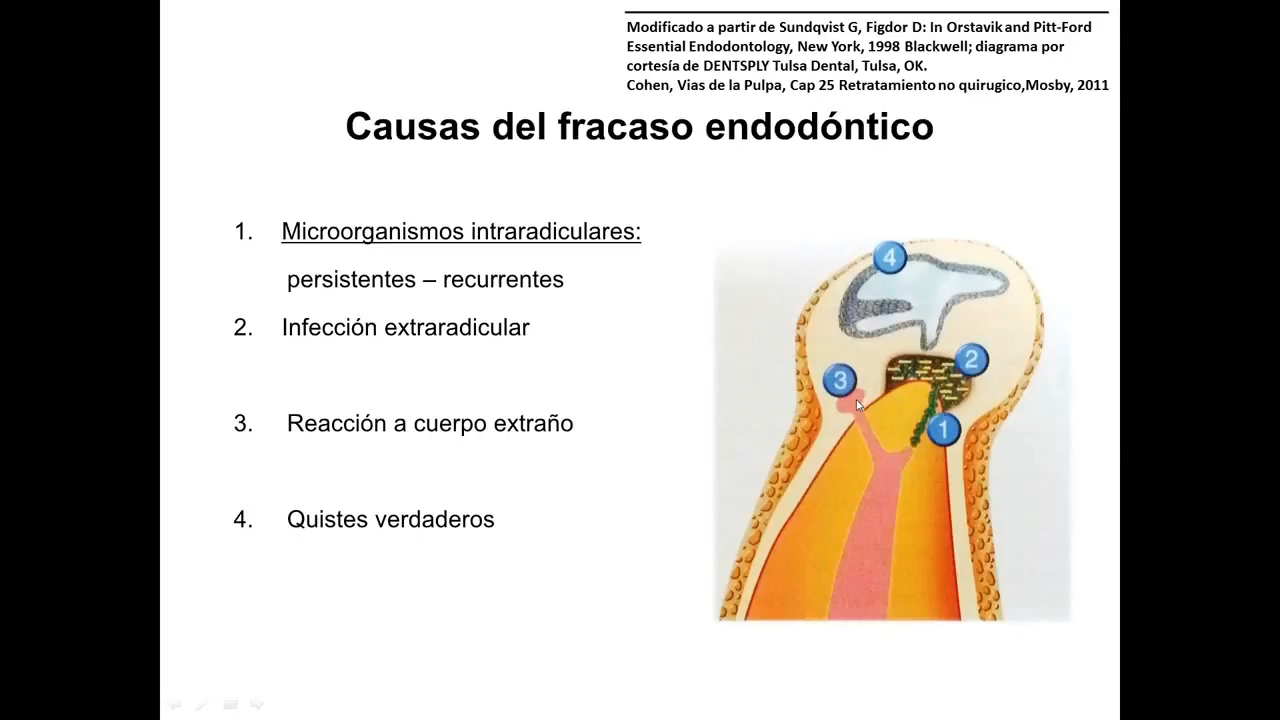 Modificado a partir de Sundqvist G, Figdor D: In Orstavik and Pitt-Ford
Essential Endodontology, New York, 1998 Blackwell; diagrama por
cortesía de DENTSPLY Tulsa Dental, Tulsa, OK.
Cohen, Vias de la Pulpa, Cap 25 Retratamiento no quirugico,Mosby, 2011
Causas del fracaso endodóntico
1. Microorganismos intraradiculares:
persistentes – recurrentes
2. Infección extraradicular
3. Reacción a cuerpo extraño
4. Quistes verdaderos
4
2
3
1